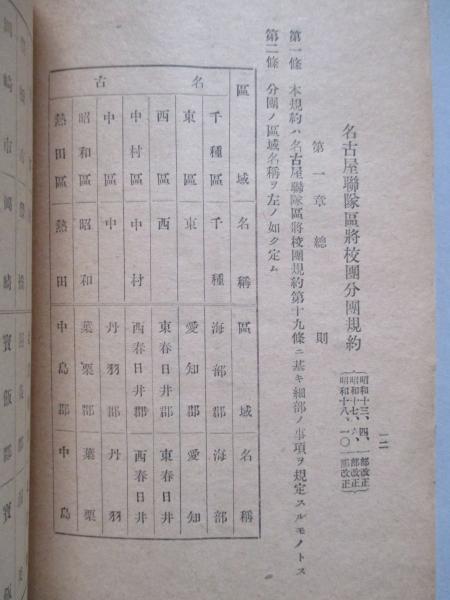 名古屋聯隊區將校團分團規約
(昭和十三、四、一部改正)
(昭和十七、六、一部改正)
(昭和十八、一〇一部改正)
第一章 總則
第一條 本規約ハ名古屋聯隊區將校團規約第十九條ニ基キ細部ノ事項ヲ規定スルモノトス
第二條 分團ノ區域名稱ヲ左ノ如ク定ム
區域 名稱 區域 名稱
名古
千種區 千種 海部郡 海部
東區 東 愛知郡 愛知
西區 西 東春日井郡 東春日井
中村區 中村 西春日井郡 西春日井
中區 中 丹羽郡 丹羽
昭和區 昭和 葉栗郡 葉栗
熱田區 熱田 中島郡 中島